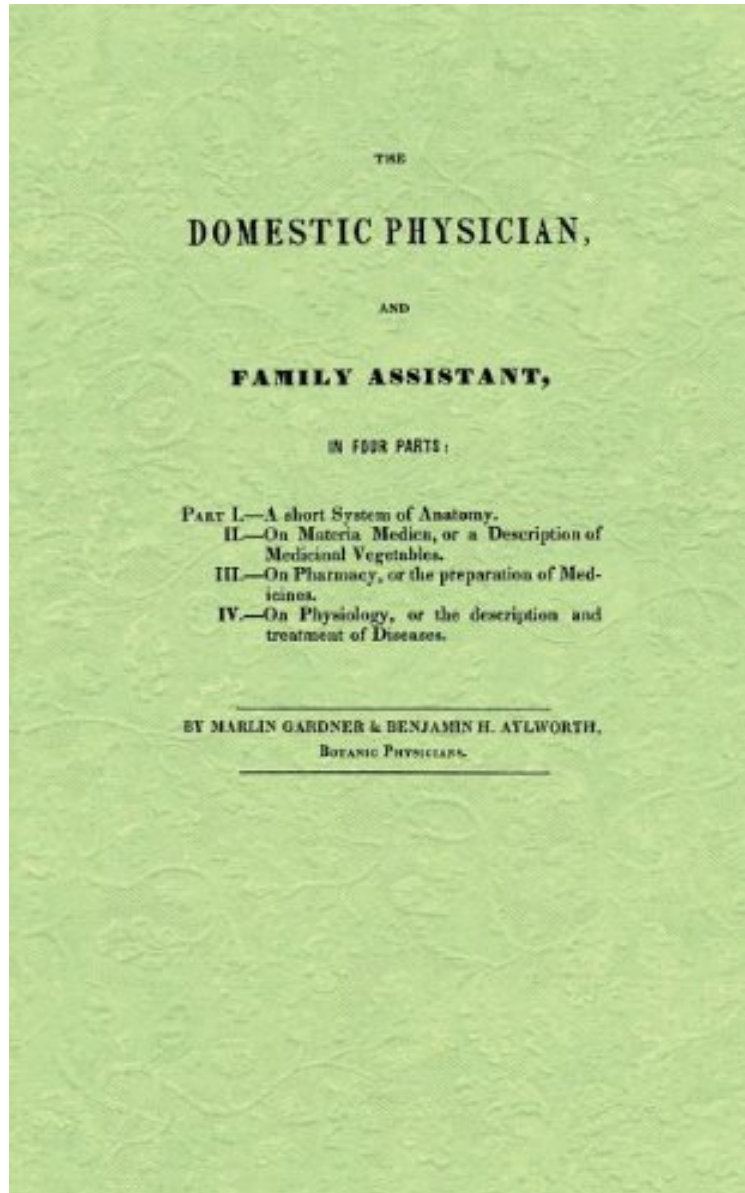 THE
DOMESTIC PHYSICIAN,
AND
FAMILY ASSISTANT,
IN FOUR PARTS:
PART I.—A short System of Anatomy.
II.—On Materia Medica, or a Description of
Medicinal Vegetables.
III.—On Pharmacy, or the preparation of Med-
icines.
IV.—On Physiology, or the description and
treatment of Diseases.
BY MARLIN GARDNER & BENJAMIN H. AYLWORTH,
BOTANIC PHYSICIANS.